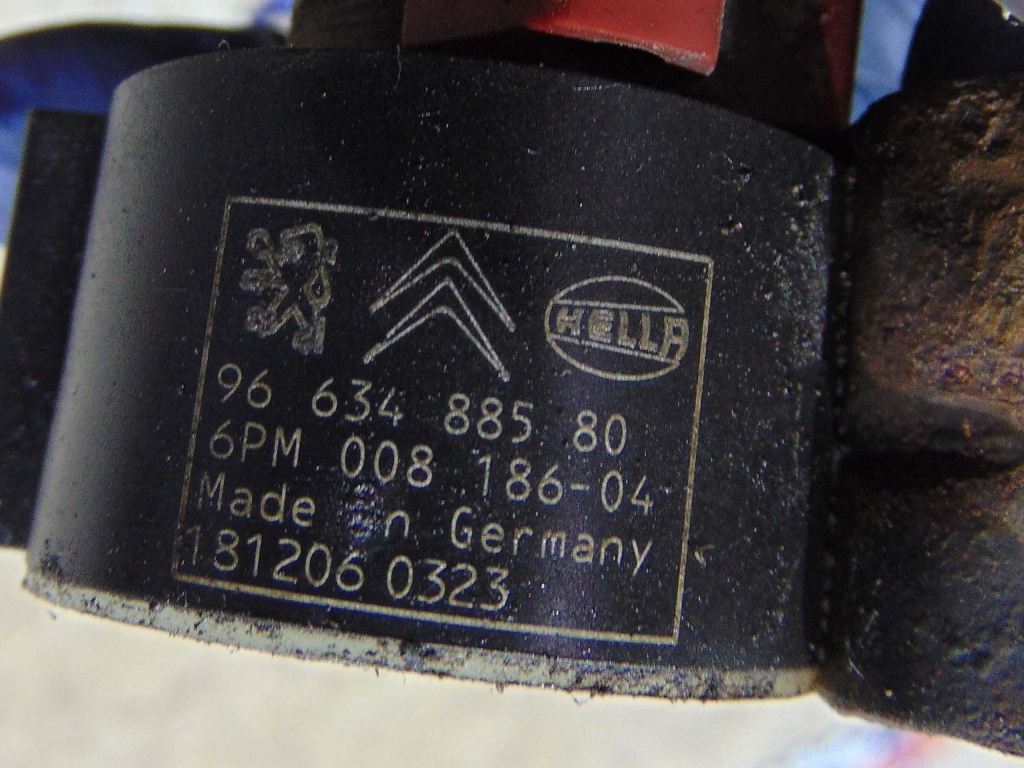 HELLA
96 634 885 80
6PM 008 186-04
Made in Germany
181206 0323